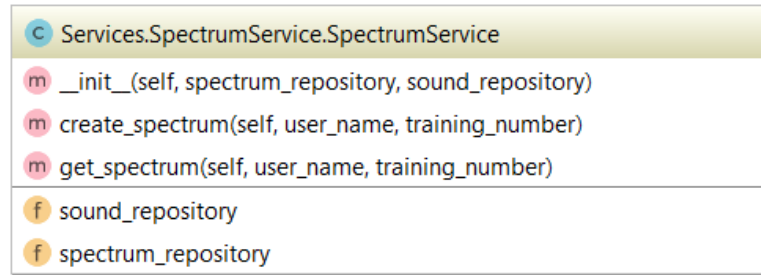 C Services.SpectrumService.SpectrumService
m __init__(self, spectrum_repository, sound_repository)
m create_spectrum(self, user_name, training_number)
m get_spectrum(self, user_name, training_number)
f sound_repository
f spectrum_repository